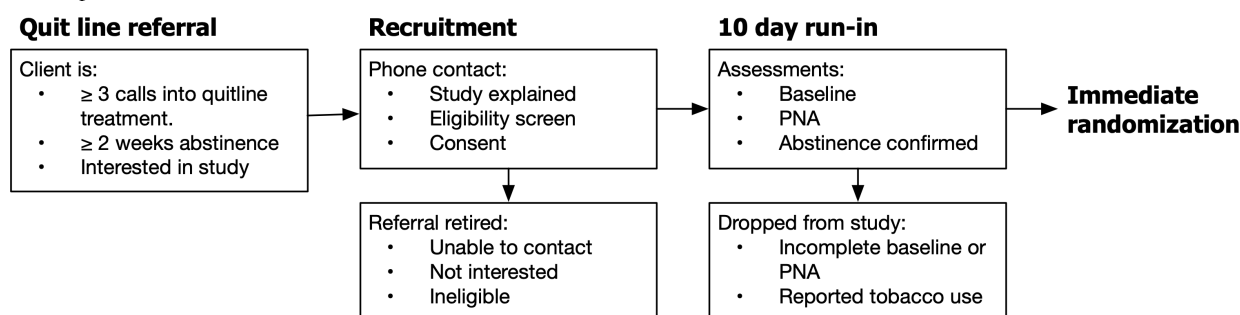 Quit line referral
Client is:
• ≥ 3 calls into quitline
treatment.
• ≥ 2 weeks abstinence
• Interested in study
Recruitment
Phone contact:
• Study explained
• Eligibility screen
• Consent
Referral retired:
• Unable to contact
• Not interested
• Ineligible
10 day run-in
Assessments:
• Baseline
• PNA
• Abstinence confirmed
Dropped from study:
• Incomplete baseline or
PNA
• Reported tobacco use
Immediate
randomization